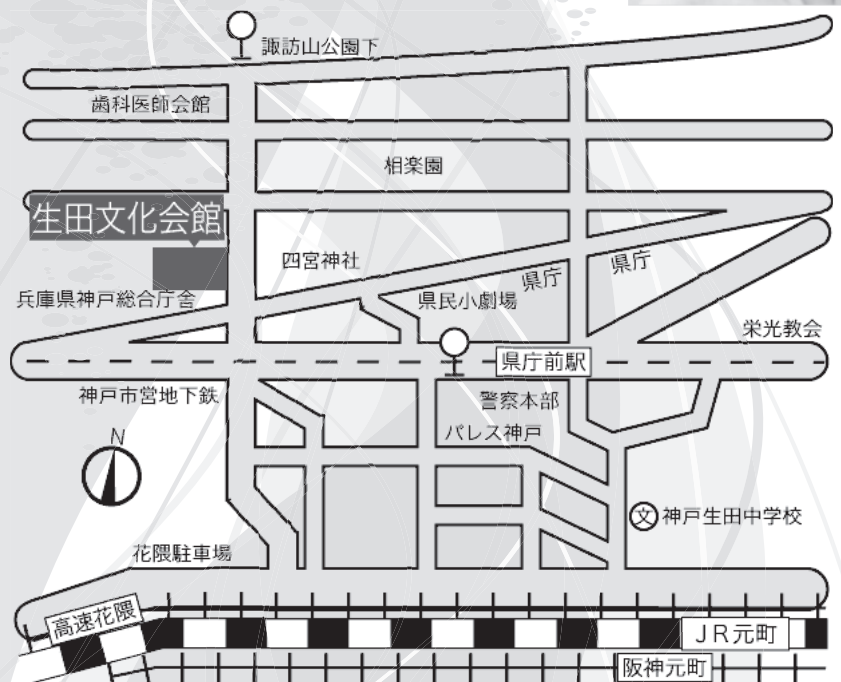 諏訪山公園下
歯科医師会館
相楽園
生田文化会館
四宮神社
県庁
県庁
兵庫県神戸総合庁舎
県民小劇場
栄光教会
県庁前駅
神戸市営地下鉄
警察本部
パレス神戸
N
文 神戸生田中学校
花隈駐車場
高速花隈
JR元町
阪神元町